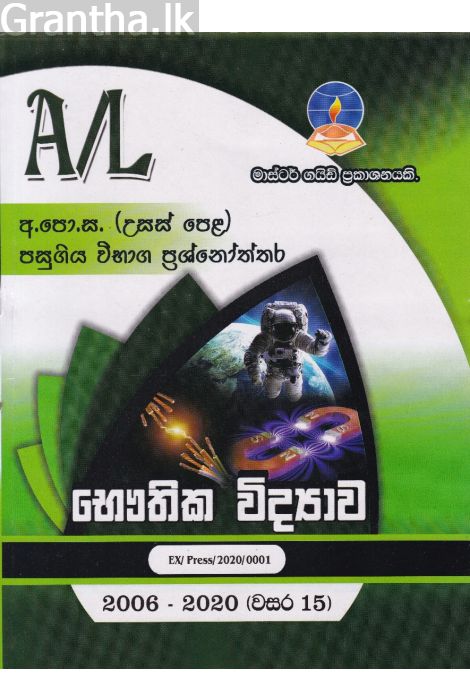 Grantha.lk
A/L
මාස්ටර් ගයිඩ් ප්‍රකාශනයකි.
අ.පො.ස. (උසස් පෙළ)
පසුගිය විභාග ප්‍රශ්නෝත්තර
භෞතික විද්‍යාව
EX/ Press/2020/0001
2006 - 2020 (වසර 15)